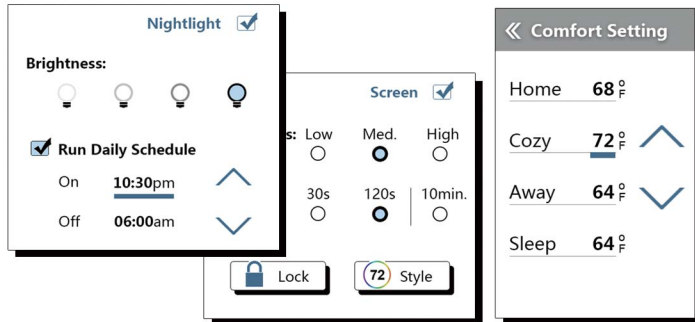 Nightlight
Brightness:
Run Daily Schedule
On 10:30pm
Off 06:00am
Screen
s: Low Med. High
30s 120s 10min.
Lock 72 Style
« Comfort Setting
Home 68°F
Cozy 72°F
Away 64°F
Sleep 64°F